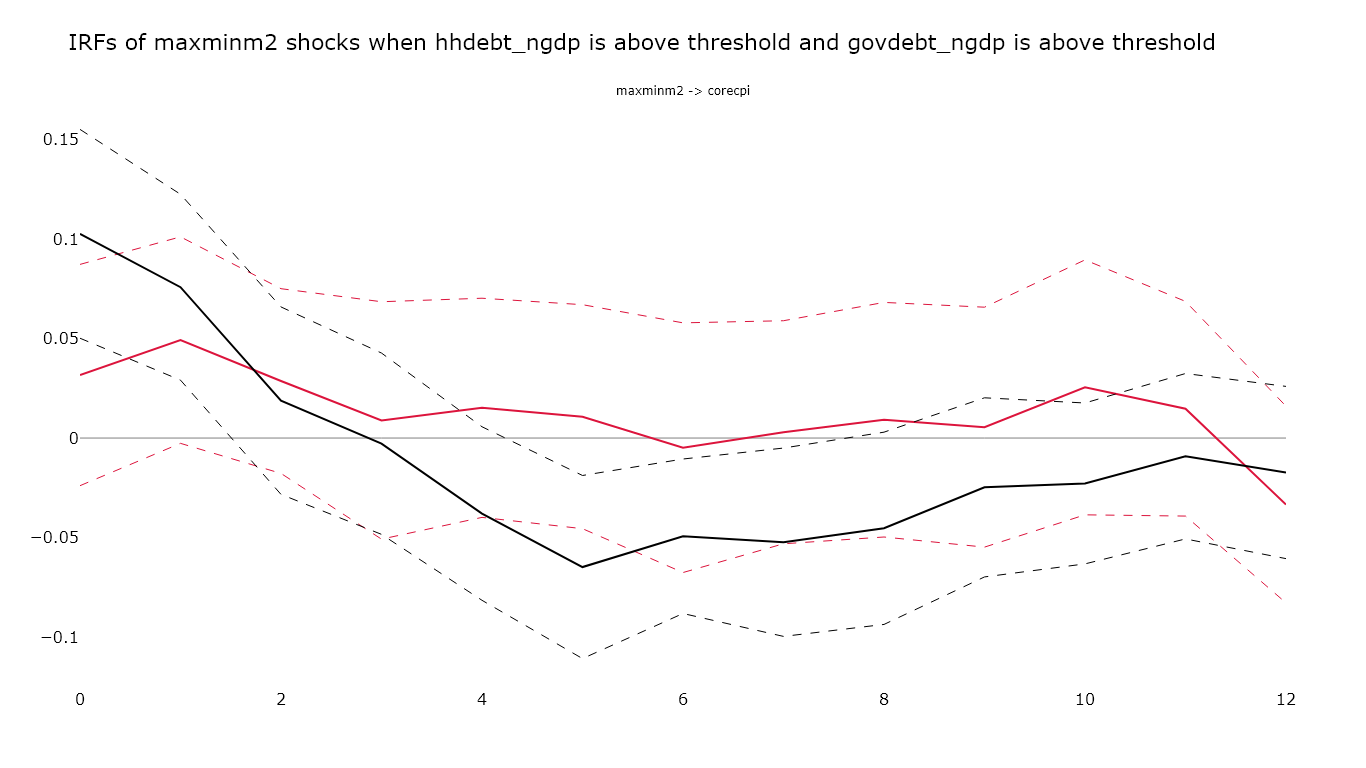 IRFs of maxminm2 shocks when hhdebt_ngdp is above threshold and govdebt_ngdp is above threshold
maxminm2 -> corecpi
0.15
0.1
0.05
0
−0.05
−0.1
0 2 4 6 8 10 12